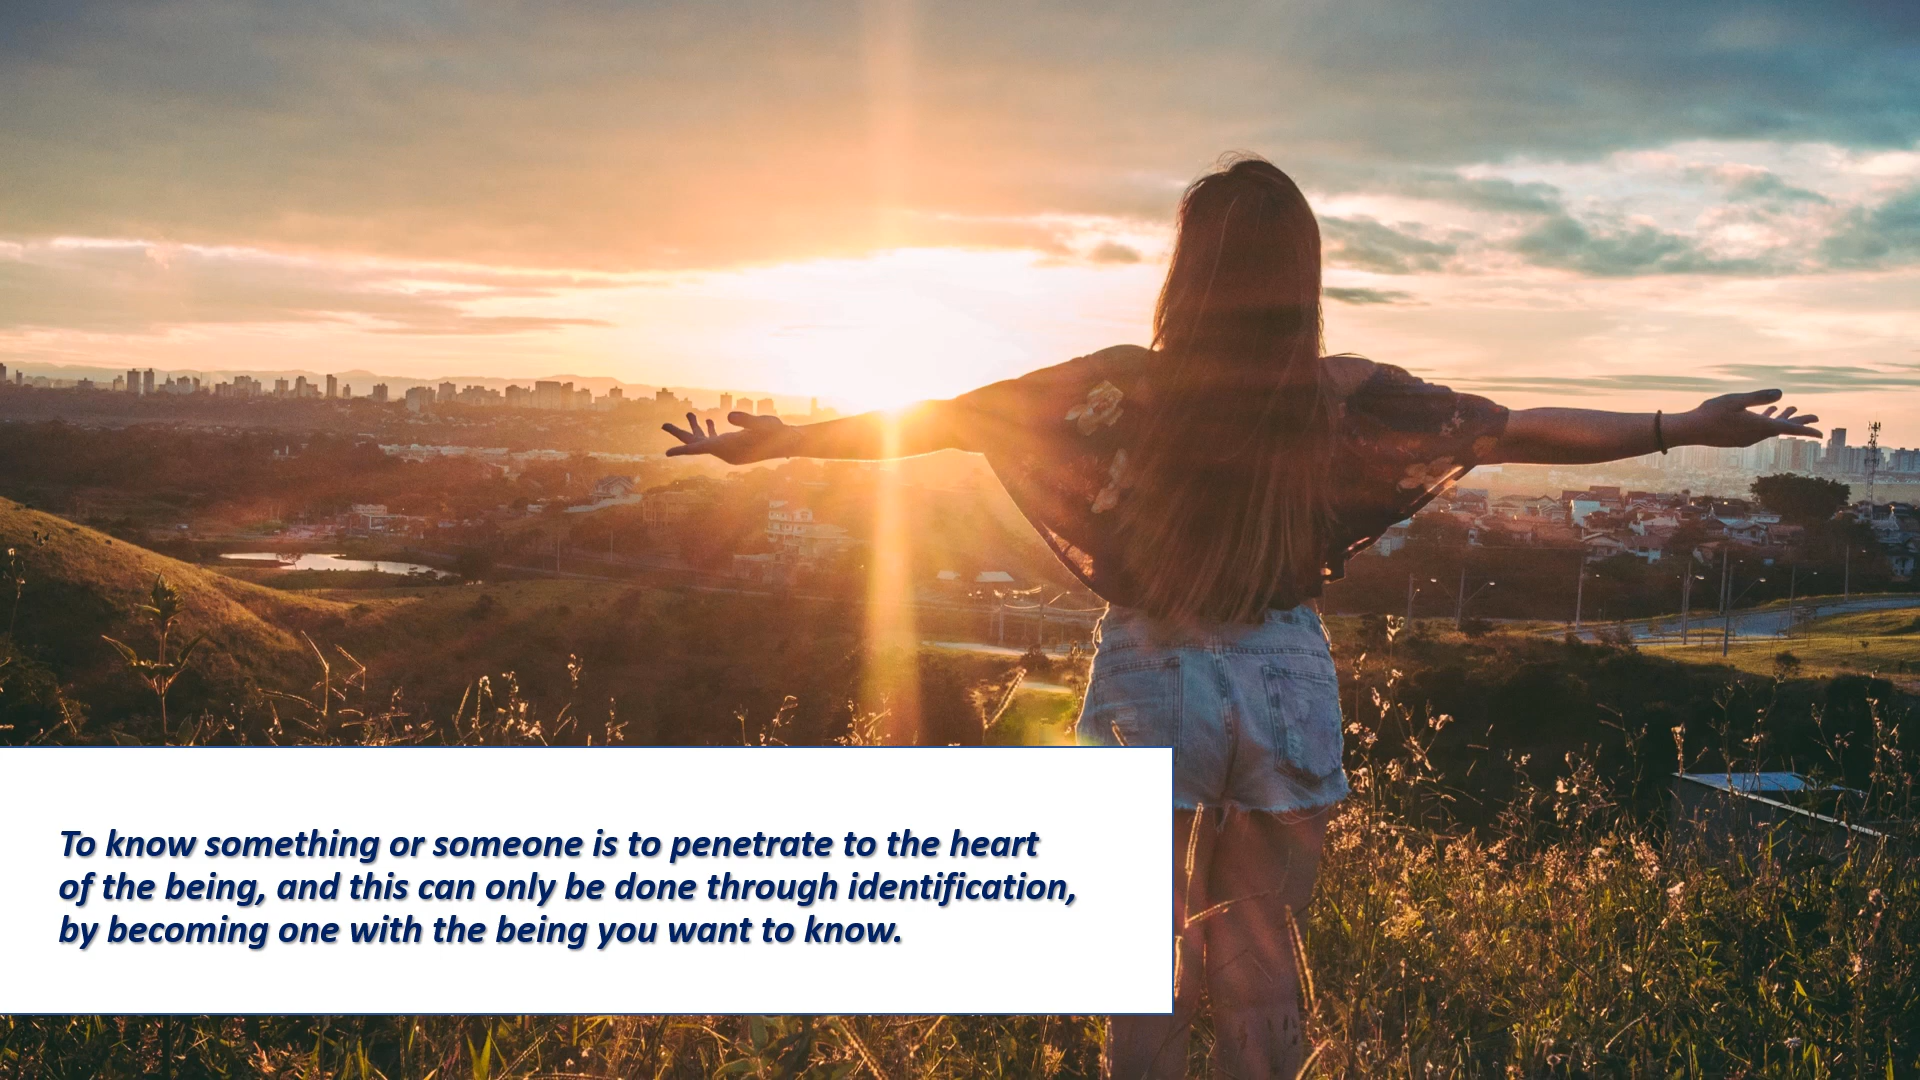 To know something or someone is to penetrate to the heart
of the being, and this can only be done through identification,
by becoming one with the being you want to know.